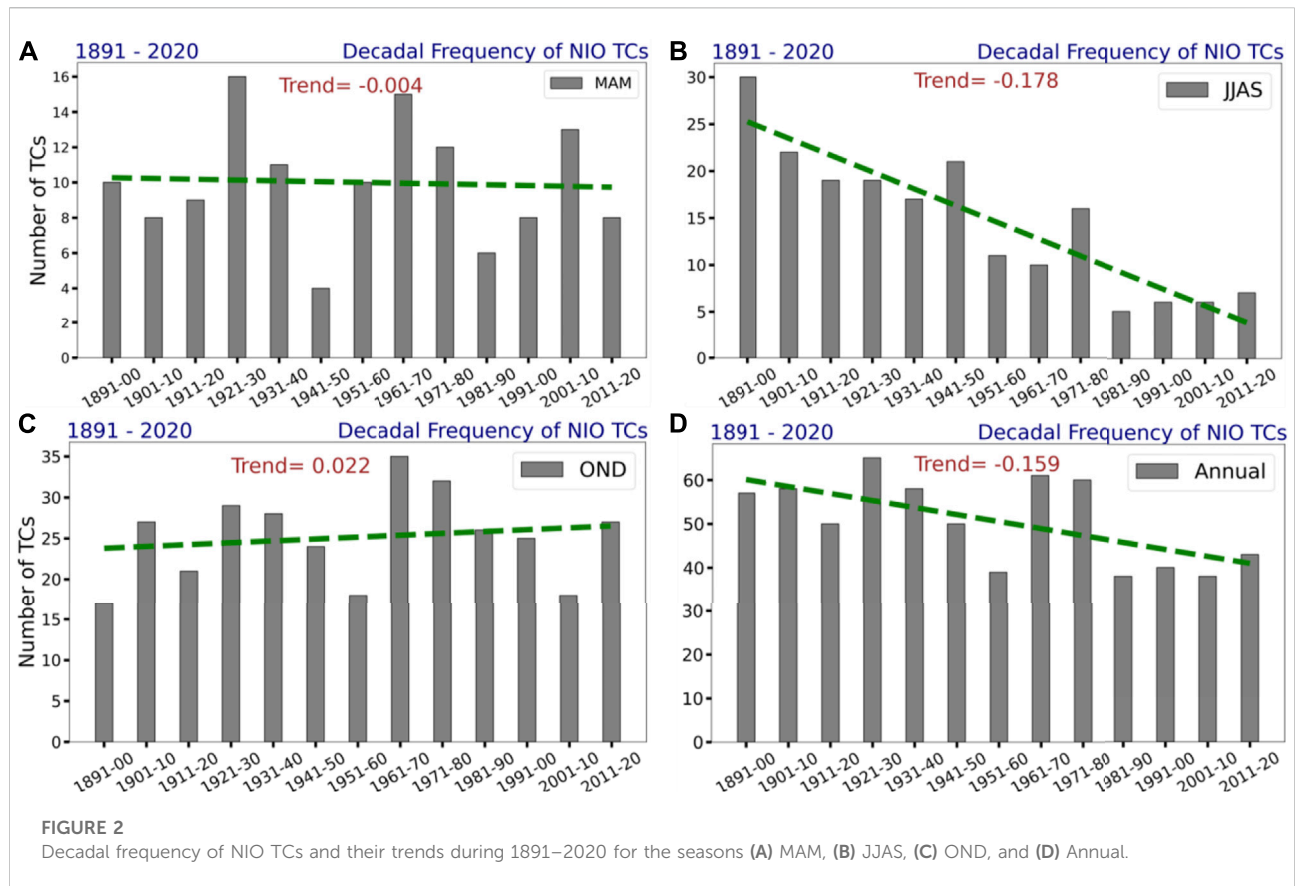 A
1891 - 2020 Decadal Frequency of NIO TCs
Trend= -0.004
MAM
Number of TCs
16
14
12
10
8
6
4
2
0
1891-00 1901-10 1911-20 1921-30 1931-40 1941-50 1951-60 1961-70 1971-80 1981-90 1991-00 2001-10 2011-20
B
1891 - 2020 Decadal Frequency of NIO TCs
Trend= -0.178
JJAS
30
25
20
15
10
5
0
1891-00 1901-10 1911-20 1921-30 1931-40 1941-50 1951-60 1961-70 1971-80 1981-90 1991-00 2001-10 2011-20
C
1891 - 2020 Decadal Frequency of NIO TCs
Trend= 0.022
OND
Number of TCs
35
30
25
20
15
10
5
0
1891-00 1901-10 1911-20 1921-30 1931-40 1941-50 1951-60 1961-70 1971-80 1981-90 1991-00 2001-10 2011-20
D
1891 - 2020 Decadal Frequency of NIO TCs
Trend= -0.159
Annual
60
50
40
30
20
10
0
1891-00 1901-10 1911-20 1921-30 1931-40 1941-50 1951-60 1961-70 1971-80 1981-90 1991-00 2001-10 2011-20
FIGURE 2
Decadal frequency of NIO TCs and their trends during 1891–2020 for the seasons (A) MAM, (B) JJAS, (C) OND, and (D) Annual.